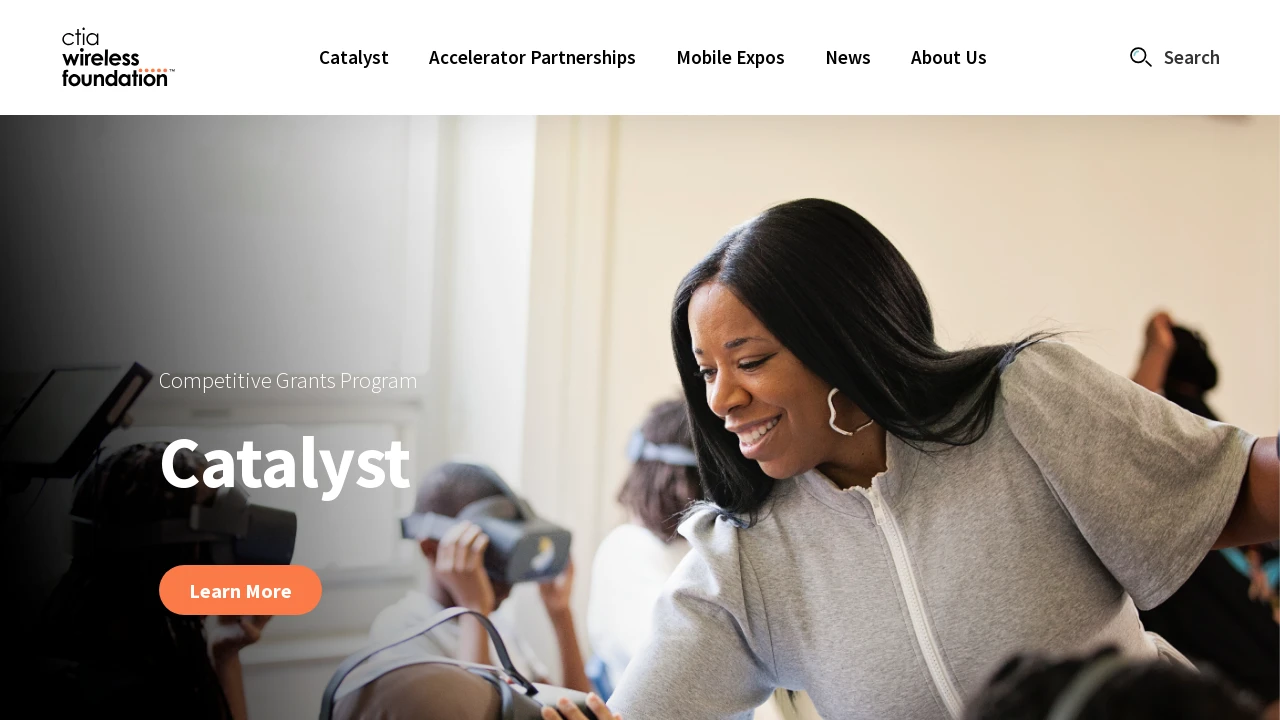 ctia
wireless
foundation™
Catalyst
Accelerator Partnerships
Mobile Expos
News
About Us
Search
Competitive Grants Program
Catalyst
Learn More